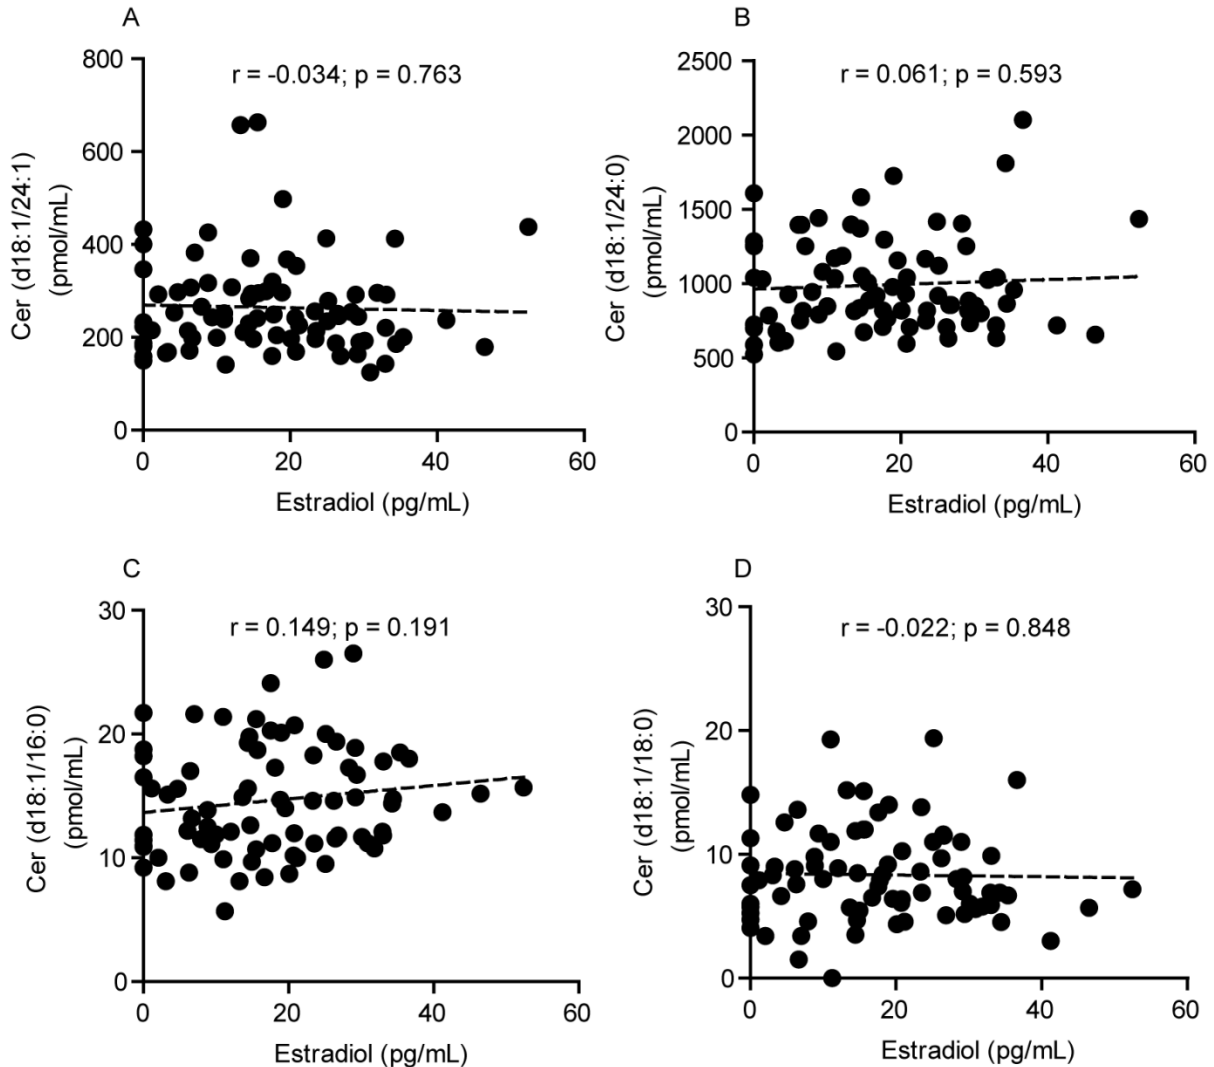 A
r = -0.034; p = 0.763
Cer (d18:1/24:1)
(pmol/mL)
800
600
400
200
0
0 20 40 60
Estradiol (pg/mL)
B
r = 0.061; p = 0.593
Cer (d18:1/24:0)
(pmol/mL)
2500
2000
1500
1000
500
0
0 20 40 60
Estradiol (pg/mL)
C
r = 0.149; p = 0.191
Cer (d18:1/16:0)
(pmol/mL)
30
20
10
0
0 20 40 60
Estradiol (pg/mL)
D
r = -0.022; p = 0.848
Cer (d18:1/18:0)
(pmol/mL)
30
20
10
0
0 20 40 60
Estradiol (pg/mL)